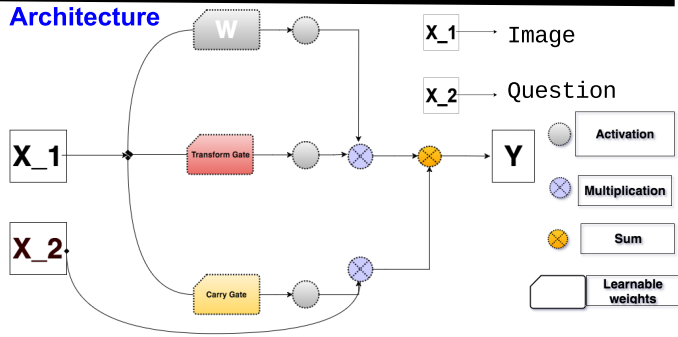 Architecture
W
X_1
Image
X_2
Question
X_1
Transform Gate
Y
Activation
Multiplication
X_2
Sum
Carry Gate
Learnable
weights